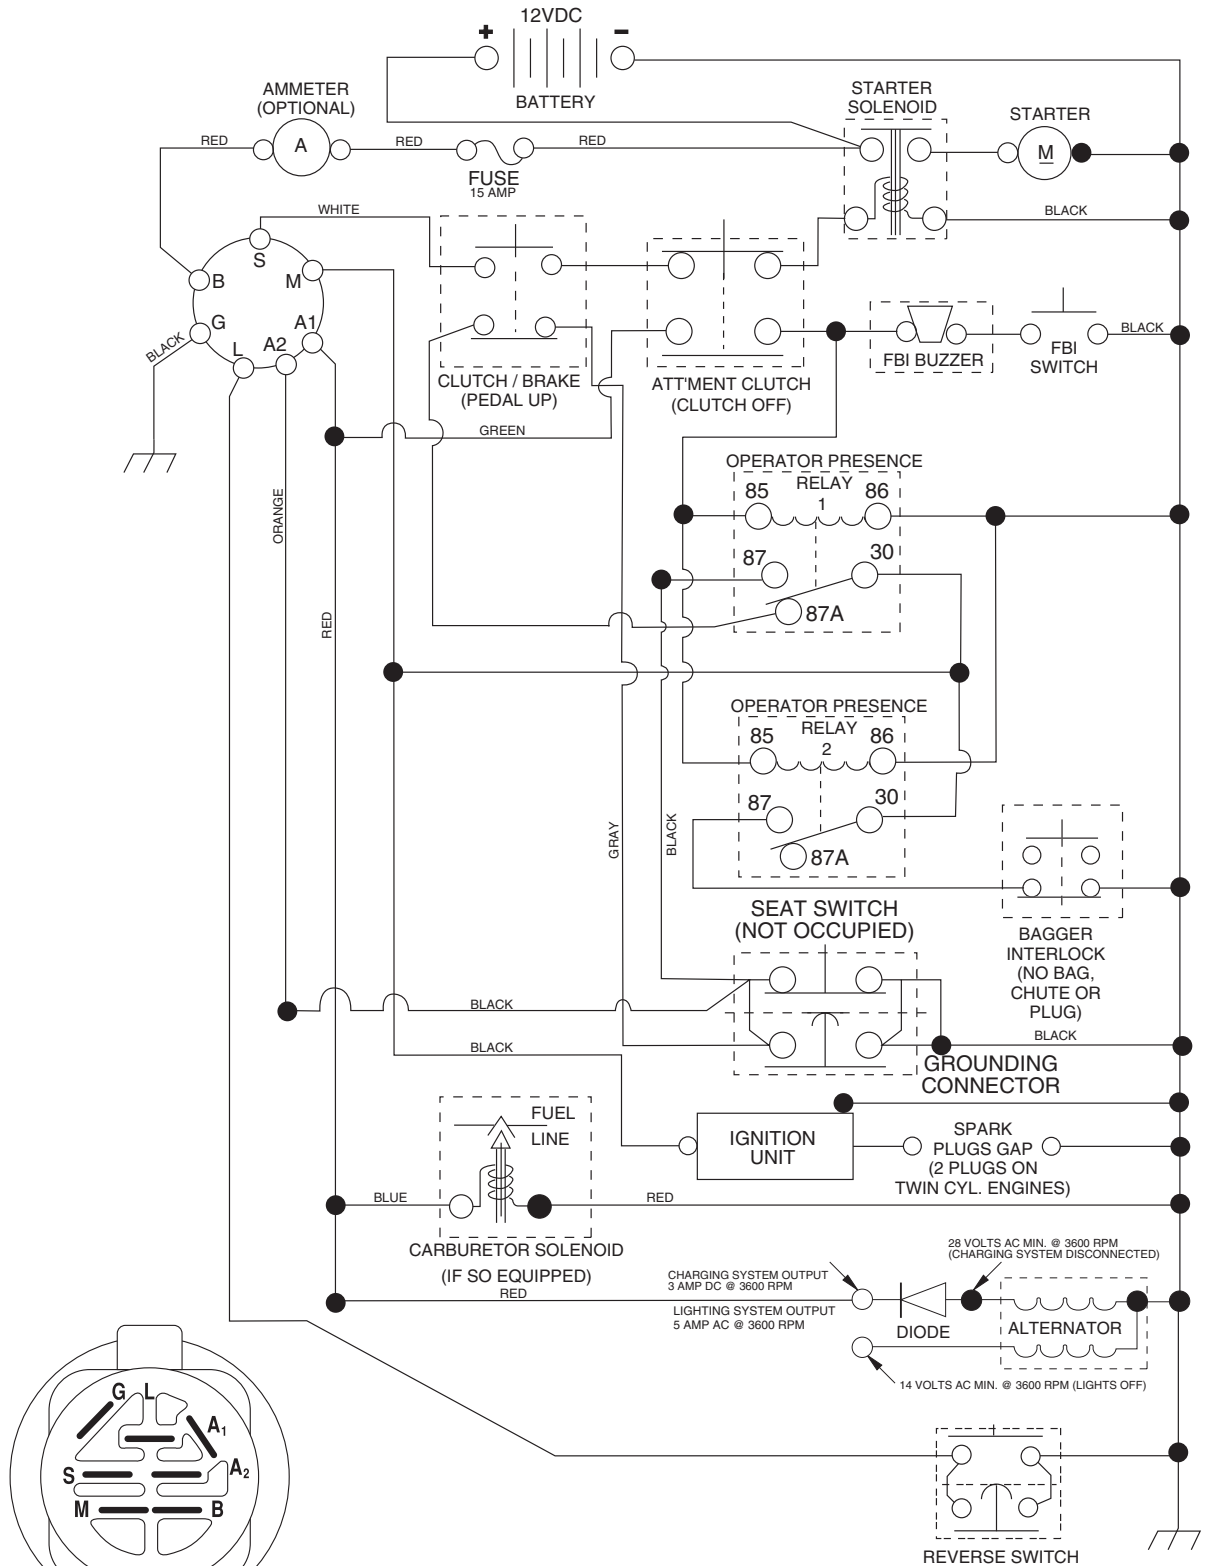 12VDC
+
-
BATTERY
AMMETER
(OPTIONAL)
RED
A
RED
FUSE
15 AMP
RED
STARTER
SOLENOID
STARTER
M
BLACK
WHITE
S
B
M
G
A1
L
A2
BLACK
CLUTCH / BRAKE
(PEDAL UP)
ATT'MENT CLUTCH
(CLUTCH OFF)
FBI BUZZER
FBI
SWITCH
BLACK
GREEN
ORANGE
RED
OPERATOR PRESENCE
RELAY
1
85
86
87
30
87A
OPERATOR PRESENCE
RELAY
2
85
86
87
30
87A
GRAY
BLACK
BAGGER
INTERLOCK
(NO BAG,
CHUTE OR
PLUG)
SEAT SWITCH
(NOT OCCUPIED)
BLACK
BLACK
BLACK
GROUNDING
CONNECTOR
IGNITION
UNIT
SPARK
PLUGS GAP
(2 PLUGS ON
TWIN CYL. ENGINES)
FUEL
LINE
BLUE
RED
CARBURETOR SOLENOID
(IF SO EQUIPPED)
RED
CHARGING SYSTEM OUTPUT
3 AMP DC @ 3600 RPM
LIGHTING SYSTEM OUTPUT
5 AMP AC @ 3600 RPM
28 VOLTS AC MIN. @ 3600 RPM
(CHARGING SYSTEM DISCONNECTED)
DIODE
ALTERNATOR
14 VOLTS AC MIN. @ 3600 RPM (LIGHTS OFF)
G
L
A1
S
A2
M
B
REVERSE SWITCH